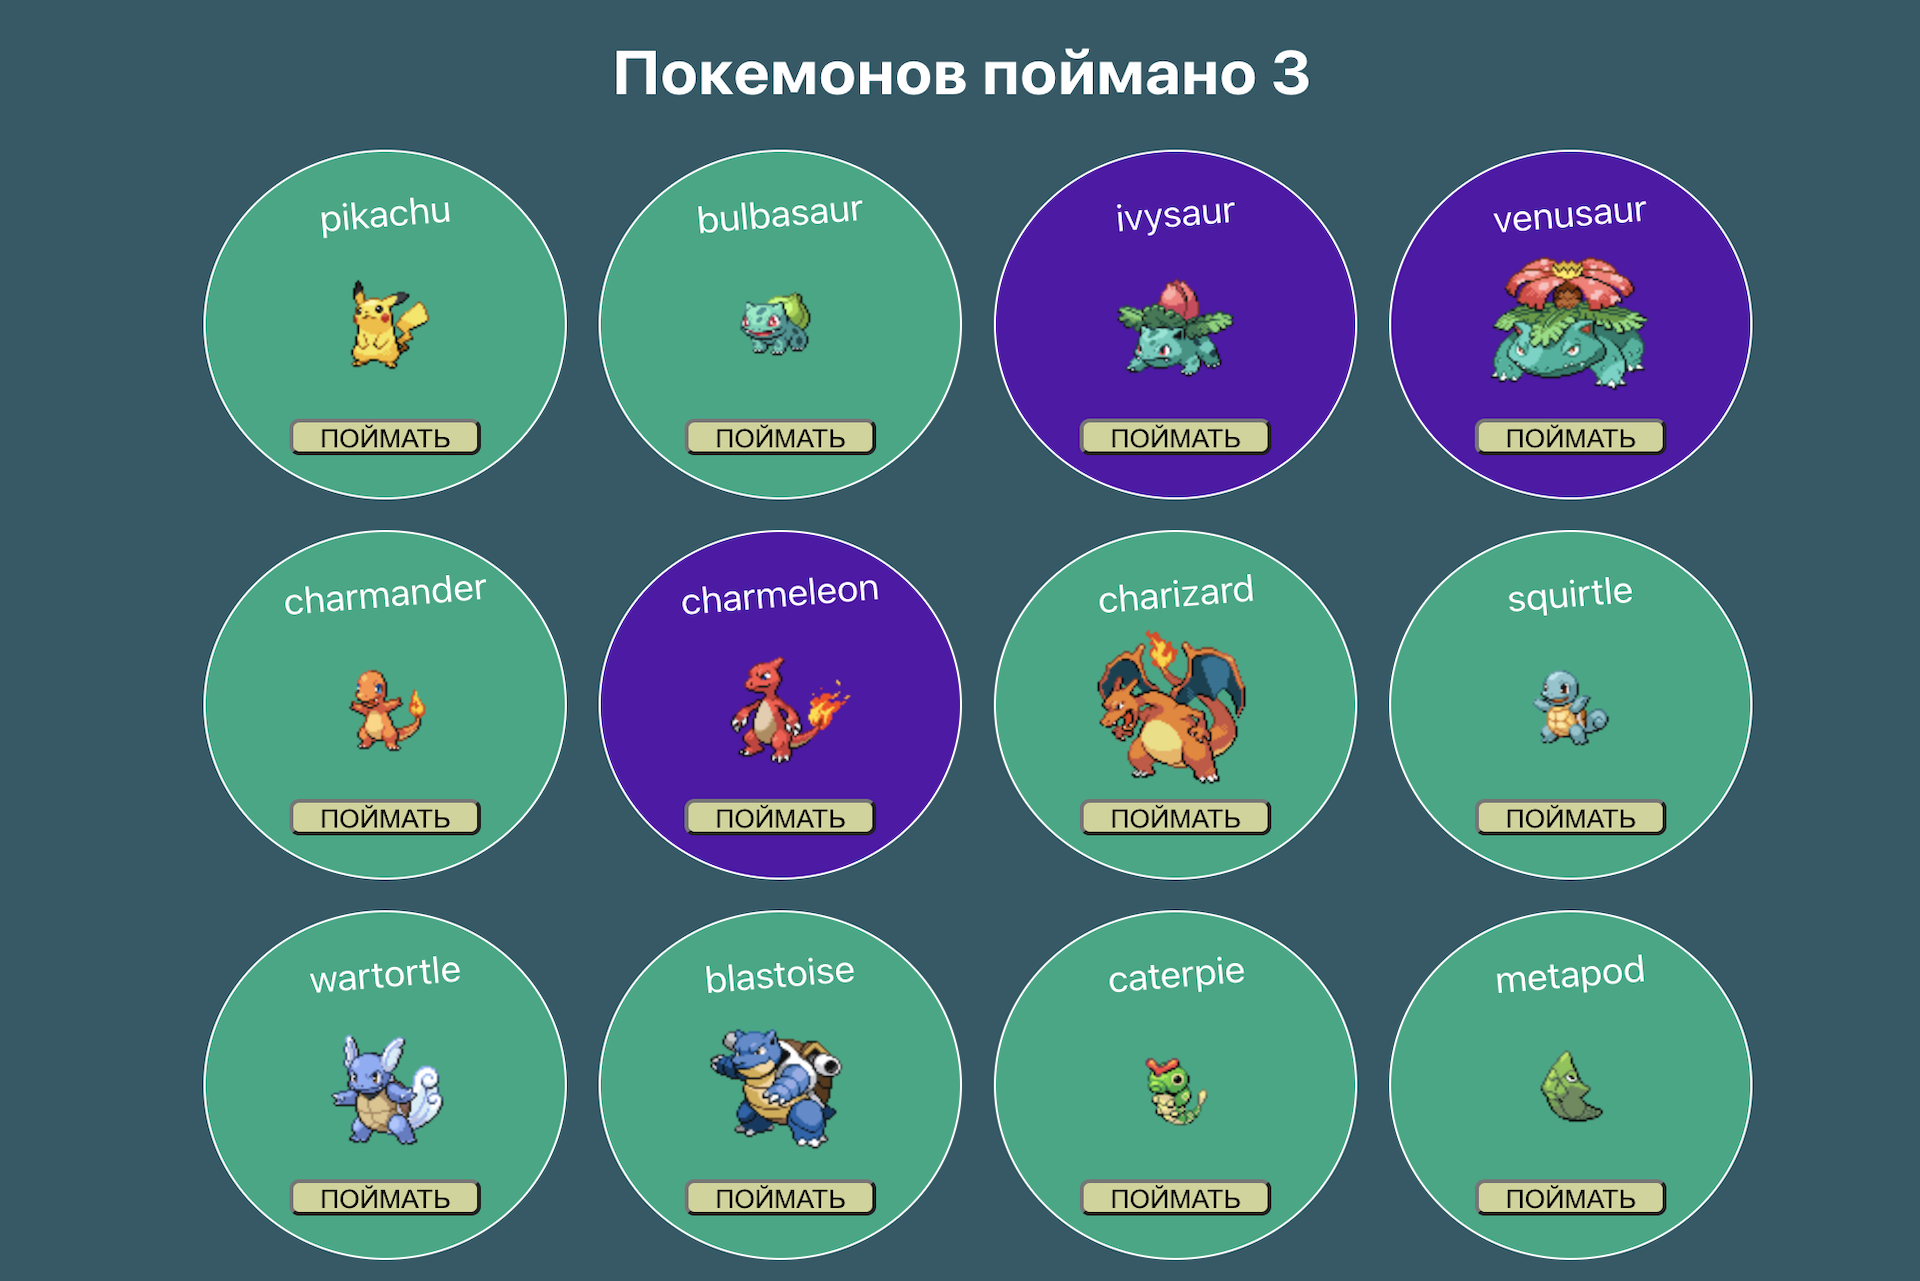 Покемонов поймано 3
pikachu
bulbasaur
ivysaur
venusaur
ПОЙМАТЬ
ПОЙМАТЬ
ПОЙМАТЬ
ПОЙМАТЬ
charmander
charmeleon
charizard
squirtle
ПОЙМАТЬ
ПОЙМАТЬ
ПОЙМАТЬ
ПОЙМАТЬ
wartortle
blastoise
caterpie
metapod
ПОЙМАТЬ
ПОЙМАТЬ
ПОЙМАТЬ
ПОЙМАТЬ